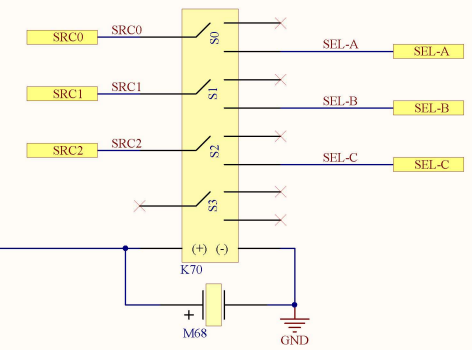 SRC0 SRC0 S0
SEL-A SEL-A
SRC1 SRC1 S1
SEL-B SEL-B
SRC2 SRC2 S2
SEL-C SEL-C
S3
(+) (-)
K70
+
M68
GND